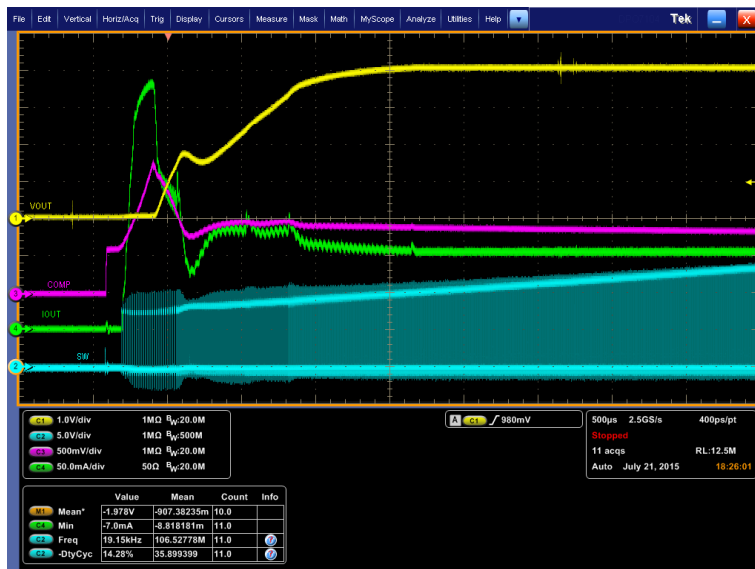 File Edit Vertical Horiz/Acq Trig Display Cursors Measure Mask Math MyScope Analyze Utilities Help Tek X
1 VOUT
3 COMP
4 IOUT
2 SW
C1 1.0V/div 1MΩ BW:20.0M
C2 5.0V/div 1MΩ BW:500M
C3 500mV/div 1MΩ BW:20.0M
C4 50.0mA/div 50Ω BW:20.0M
A C1 980mV
500µs 2.5GS/s 400ps/pt
Stopped
11 acqs RL:12.5M
Auto July 21, 2015 18:26:01
Value Mean Count Info
M1 Mean* -1.978V -907.38235m 10.0
C4 Min -7.0mA -8.818181m 11.0
C2 Freq 19.15kHz 106.52778M 11.0
C2 -DtyCyc 14.28% 35.899399 11.0